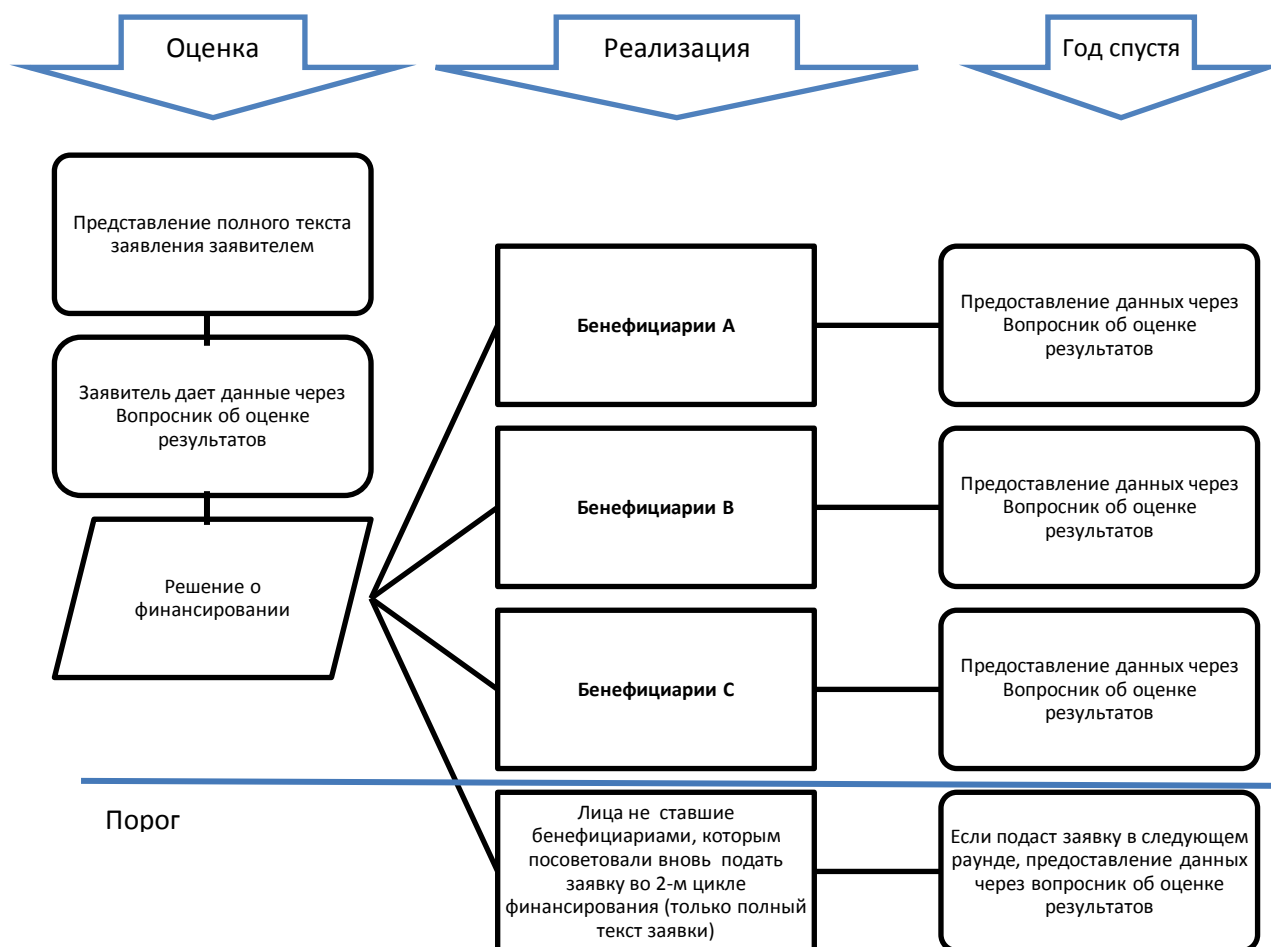 Оценка
Реализация
Год спустя
Представление полного текста
заявления заявителем
Заявитель дает данные через
Вопросник об оценке
результатов
Решение о
финансировании
Бенефициарии А
Предоставление данных через
Вопросник об оценке
результатов
Бенефициарии В
Предоставление данных через
Вопросник об оценке
результатов
Бенефициарии С
Предоставление данных через
Вопросник об оценке
результатов
Порог
Лица не ставшие
бенефициариами, которым
посоветовали вновь подать
заявку во 2-м цикле
финансирования (только полный
текст заявки)
Если подаст заявку в следующем
раунде, предоставление данных
через вопросник об оценке
результатов